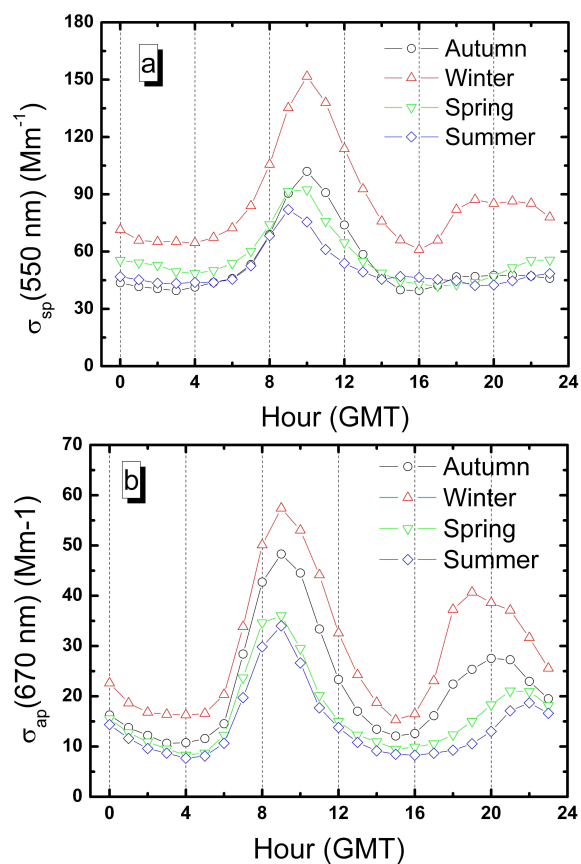 a
Autumn
Winter
Spring
Summer
180
150
120
90
60
30
0
σsp(550 nm) (Mm⁻¹)
0 4 8 12 16 20 24
Hour (GMT)
b
Autumn
Winter
Spring
Summer
70
60
50
40
30
20
10
0
σap(670 nm) (Mm-1)
0 4 8 12 16 20 24
Hour (GMT)